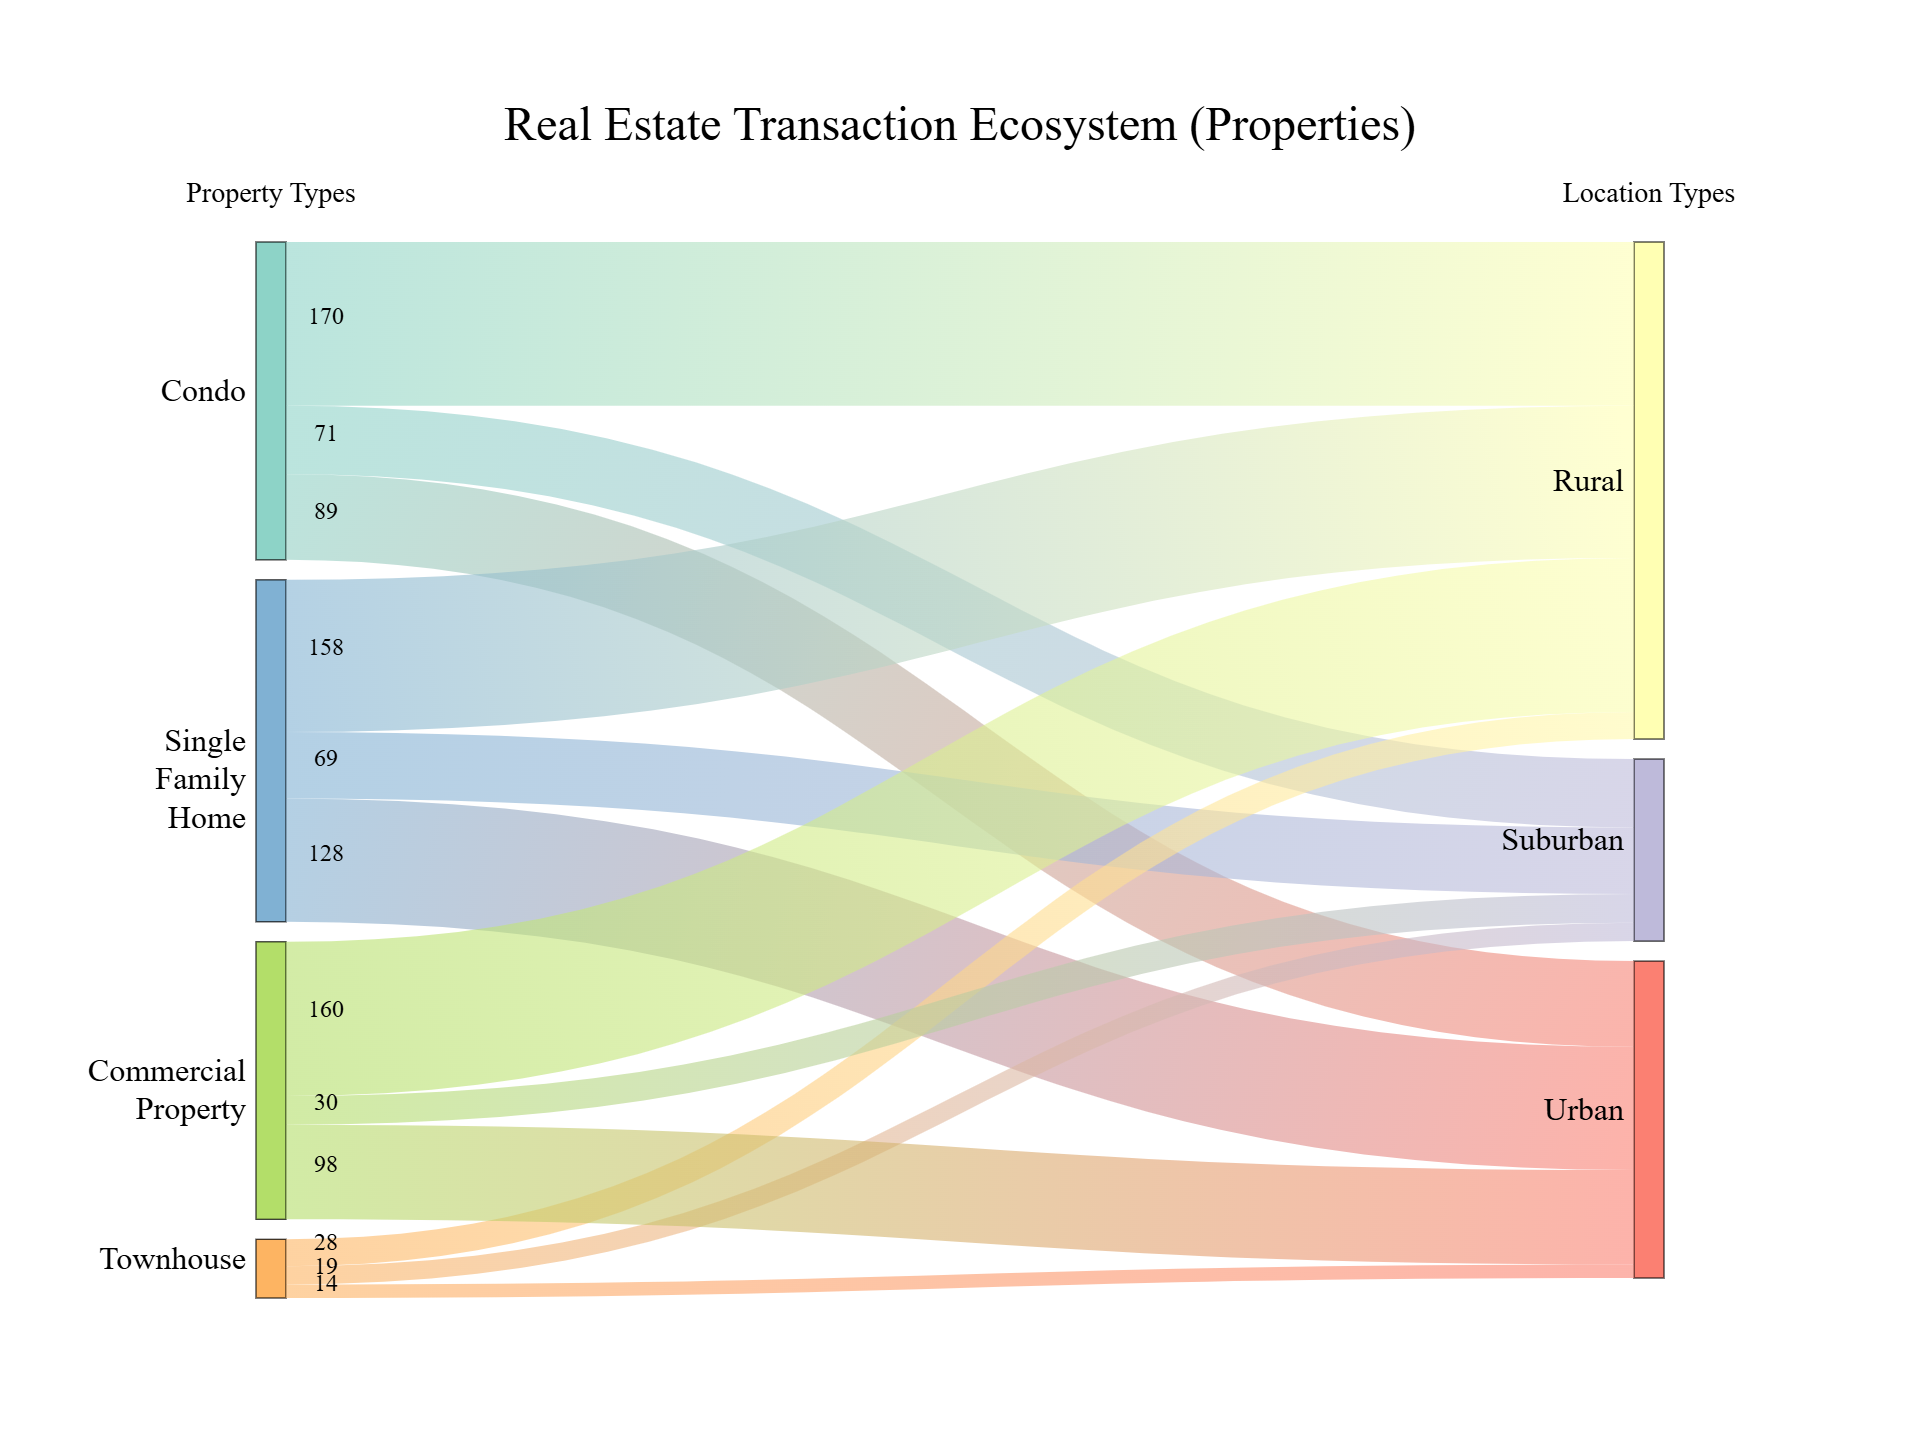 Real Estate Transaction Ecosystem (Properties)
Property Types
Location Types
170
Condo
71
89
Rural
158
Single
Family
Home
69
128
Suburban
160
Commercial
Property
30
98
Urban
Townhouse
28
19
14